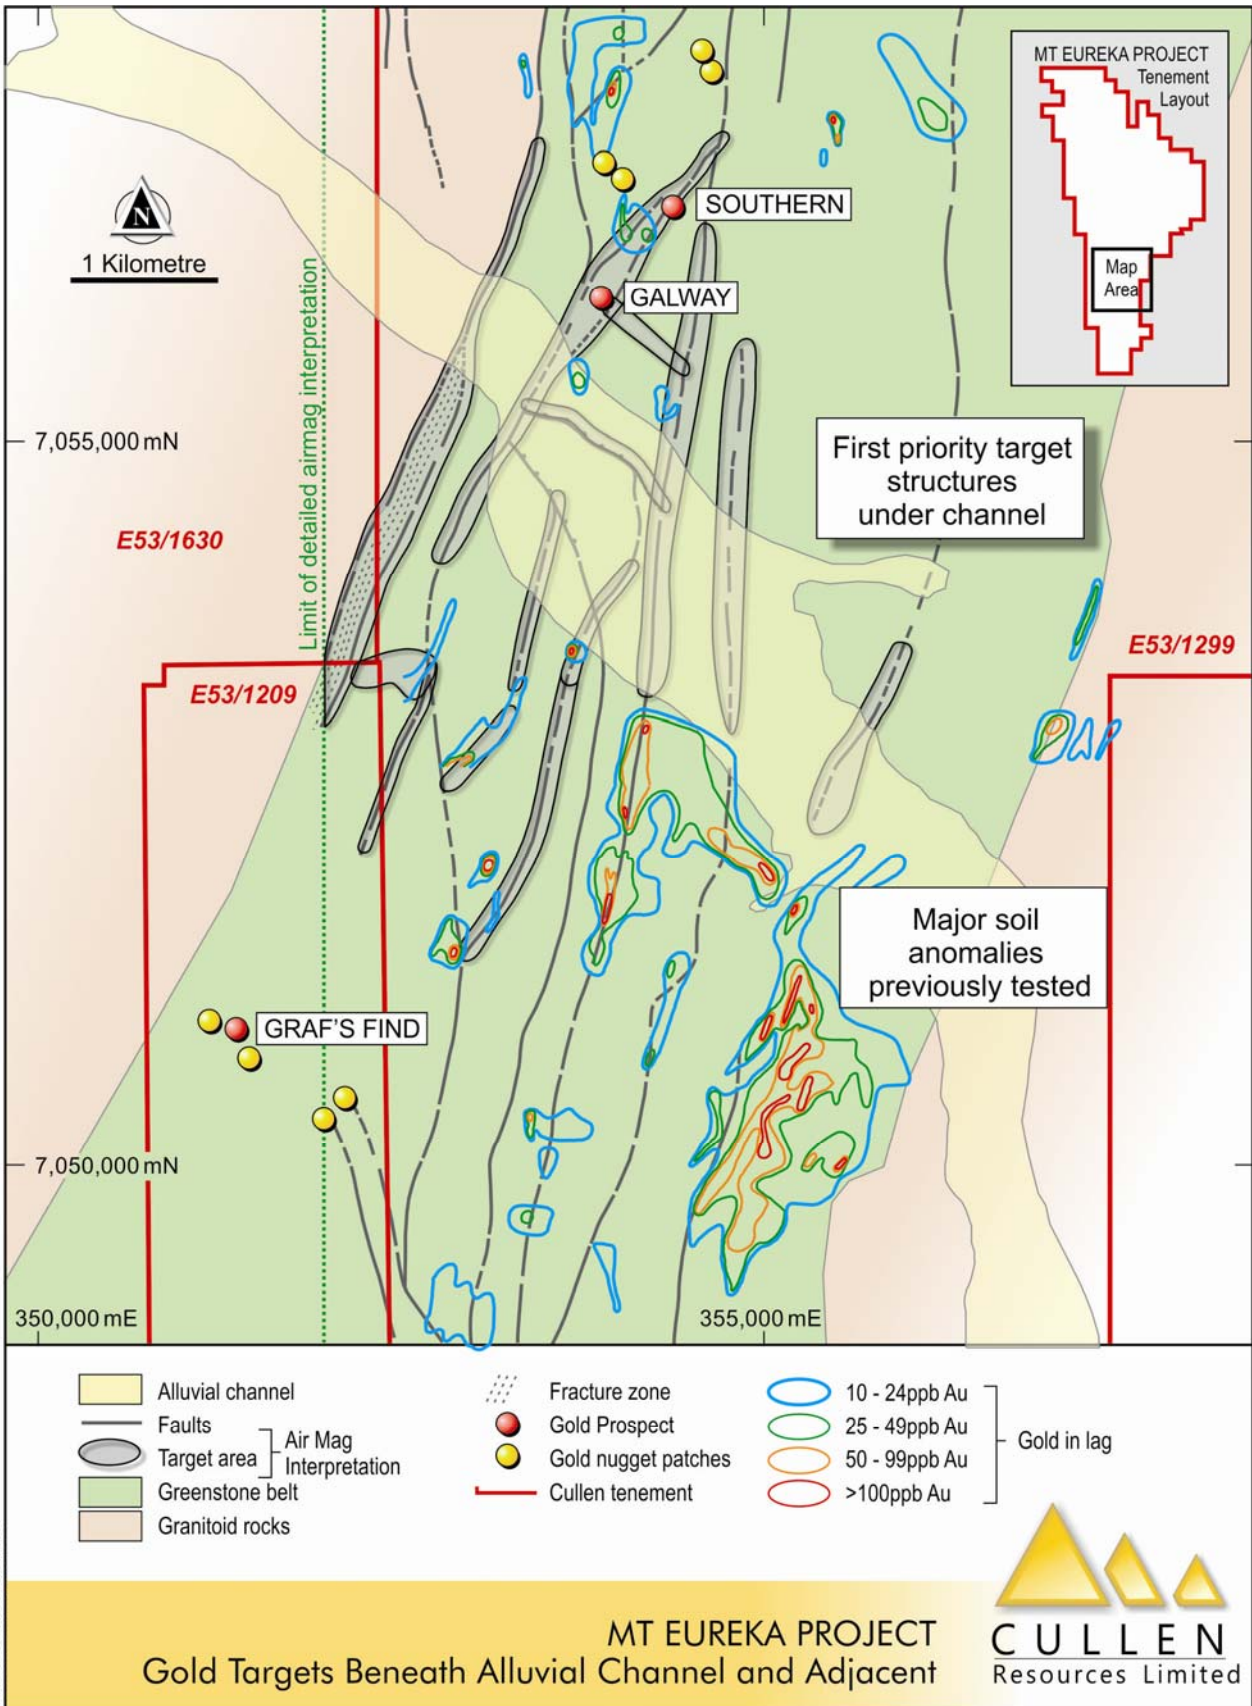 MT EUREKA PROJECT
Tenement
Layout
Map
Area
N
1 Kilometre
SOUTHERN
GALWAY
Limit of detailed airmag interpretation
7,055,000 mN
First priority target
structures
under channel
E53/1630
E53/1299
E53/1209
Major soil
anomalies
previously tested
GRAF'S FIND
7,050,000 mN
350,000 mE
355,000 mE
Alluvial channel
Faults
Target area
Air Mag
Interpretation
Greenstone belt
Granitoid rocks
Fracture zone
Gold Prospect
Gold nugget patches
Cullen tenement
10 - 24ppb Au
25 - 49ppb Au
50 - 99ppb Au
>100ppb Au
Gold in lag
MT EUREKA PROJECT
Gold Targets Beneath Alluvial Channel and Adjacent
CULLEN
Resources Limited